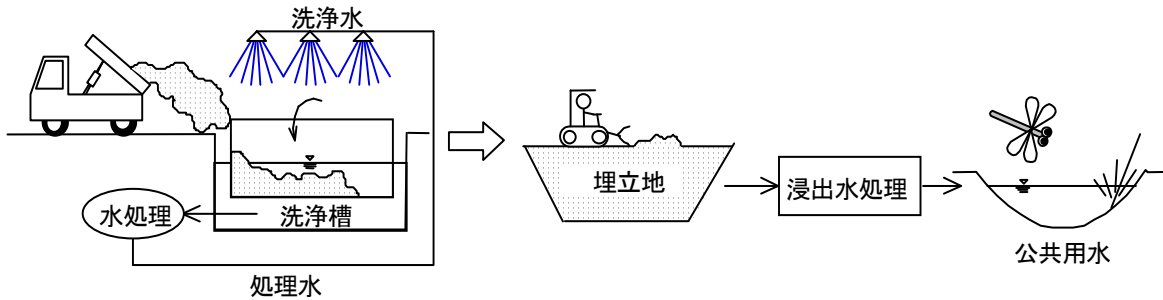 洗浄水
水処理
洗浄槽
処理水
埋立地
浸出水処理
公共用水